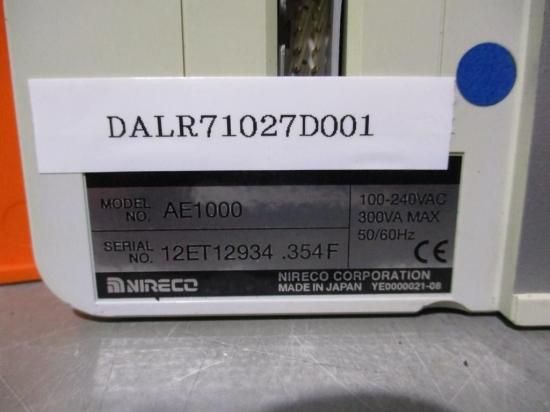 DALR71027D001
MODEL NO. AE1000
100-240VAC
300VA MAX
50/60Hz
SERIAL NO. 12ET12934 .354F
CE
NIRECO
NIRECO CORPORATION
MADE IN JAPAN YE0000021-08